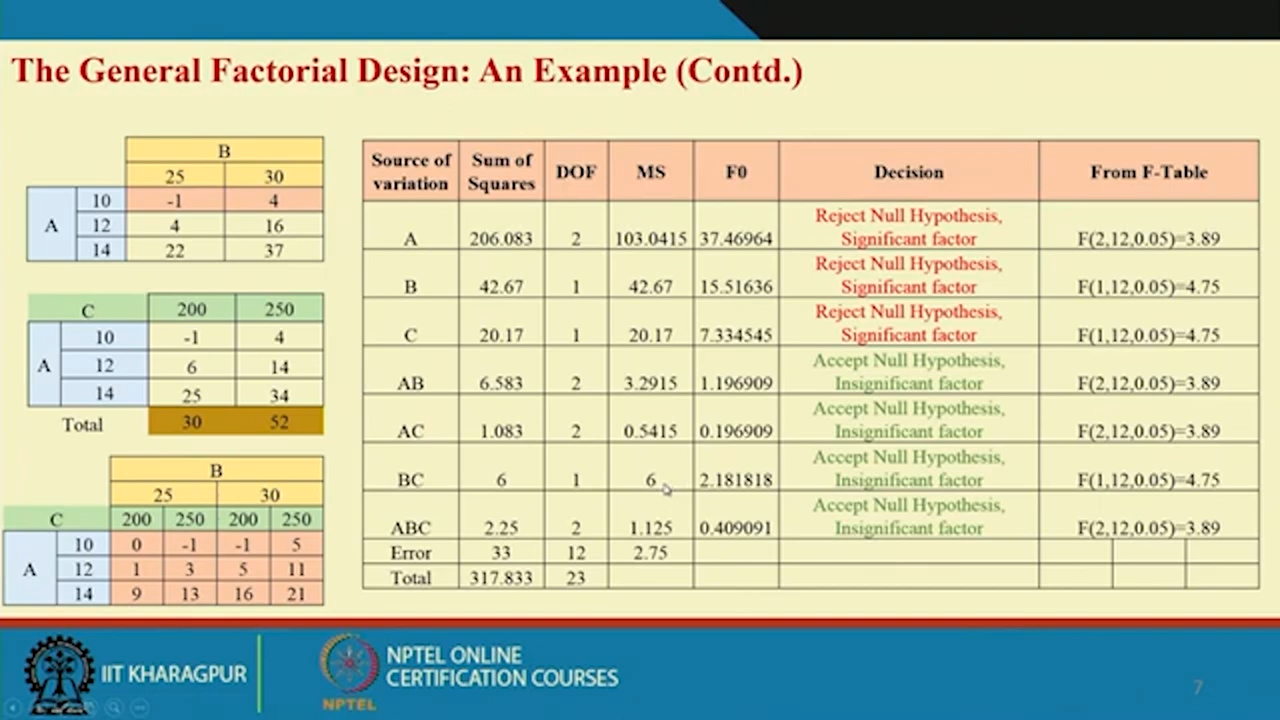 The General Factorial Design: An Example (Contd.)
B
25 30
A 10 -1 4
12 4 16
14 22 37
C 200 250
A 10 -1 4
12 6 14
14 25 34
Total 30 52
B
25 30
C 200 250 200 250
A 10 0 -1 -1 5
12 1 3 5 11
14 9 13 16 21
Source of variation Sum of Squares DOF MS F0 Decision From F-Table
A 206.083 2 103.0415 37.46964 Reject Null Hypothesis, Significant factor F(2,12,0.05)=3.89
B 42.67 1 42.67 15.51636 Reject Null Hypothesis, Significant factor F(1,12,0.05)=4.75
C 20.17 1 20.17 7.334545 Reject Null Hypothesis, Significant factor F(1,12,0.05)=4.75
AB 6.583 2 3.2915 1.196909 Accept Null Hypothesis, Insignificant factor F(2,12,0.05)=3.89
AC 1.083 2 0.5415 0.196909 Accept Null Hypothesis, Insignificant factor F(2,12,0.05)=3.89
BC 6 1 6 2.181818 Accept Null Hypothesis, Insignificant factor F(1,12,0.05)=4.75
ABC 2.25 2 1.125 0.409091 Accept Null Hypothesis, Insignificant factor F(2,12,0.05)=3.89
Error 33 12 2.75
Total 317.833 23
IIT KHARAGPUR
NPTEL
NPTEL ONLINE
CERTIFICATION COURSES
7